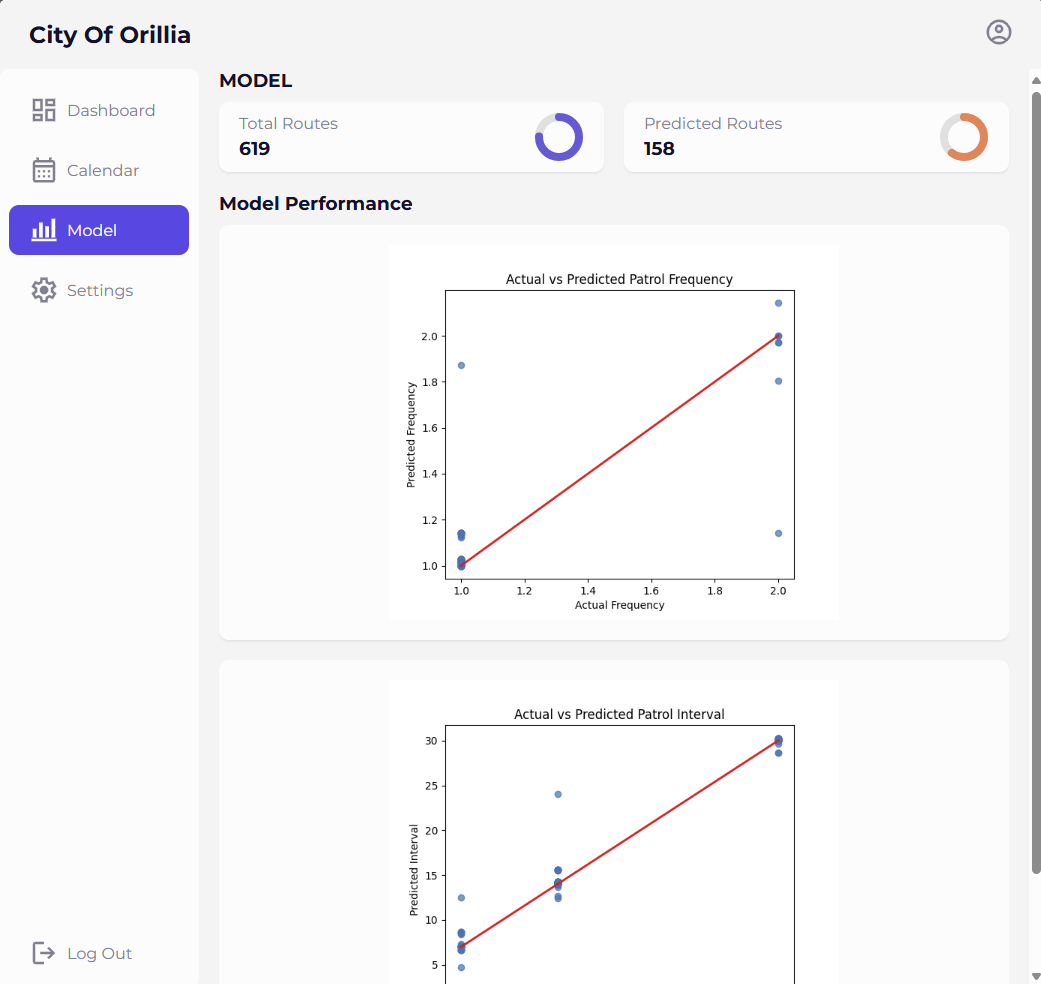 City Of Orillia
Dashboard
Calendar
Model
Settings
Log Out
MODEL
Total Routes
619
Predicted Routes
158
Model Performance
Actual vs Predicted Patrol Frequency
Predicted Frequency
2.0
1.8
1.6
1.4
1.2
1.0
1.0 1.2 1.4 1.6 1.8 2.0
Actual Frequency
Actual vs Predicted Patrol Interval
Predicted Interval
30
25
20
15
10
5